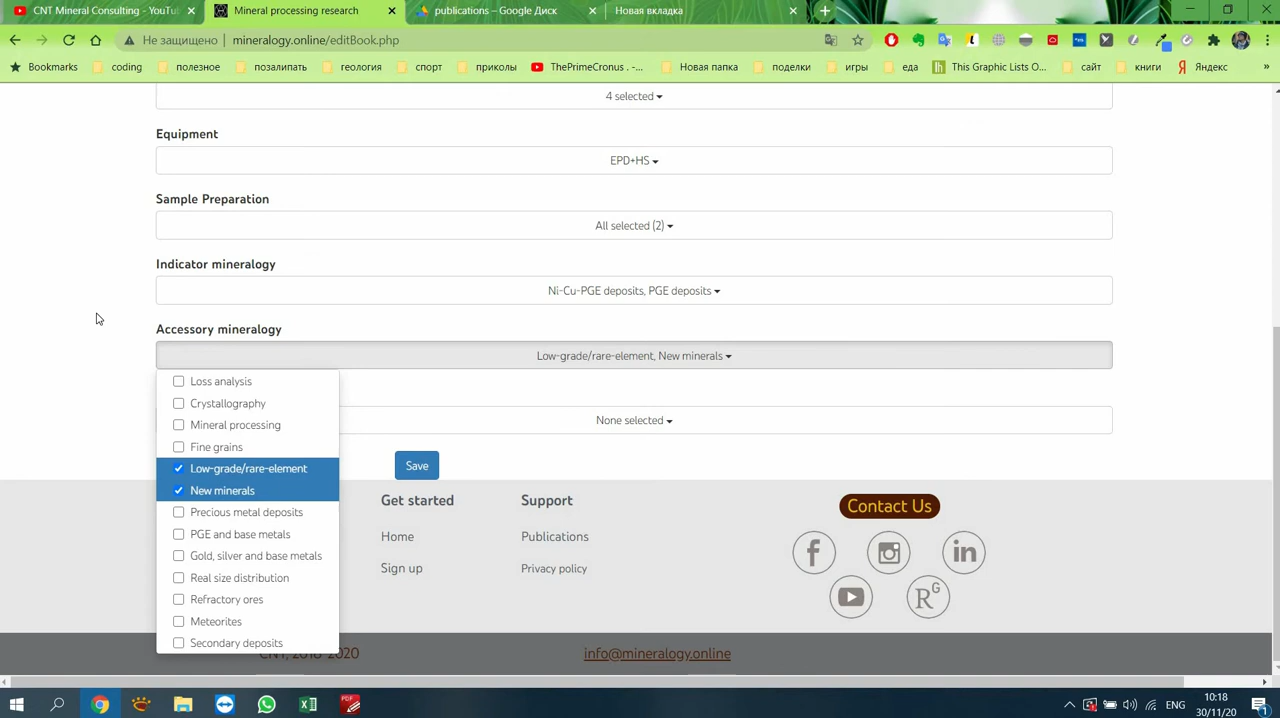 CNT Mineral Consulting - YouTu
Mineral processing research
publications – Google Диск
Новая вкладка
Не защищено
mineralogy.online/editBook.php
Bookmarks
coding
полезное
позалипать
геология
спорт
приколы
ThePrimeCronus . -...
Новая папка
поделки
игры
еда
This Graphic Lists O...
сайт
книги
Яндекс
4 selected
Equipment
EPD+HS
Sample Preparation
All selected (2)
Indicator mineralogy
Ni-Cu-PGE deposits, PGE deposits
Accessory mineralogy
Low-grade/rare-element, New minerals
Loss analysis
Crystallography
Mineral processing
Fine grains
Low-grade/rare-element
New minerals
Precious metal deposits
PGE and base metals
Gold, silver and base metals
Real size distribution
Refractory ores
Meteorites
Secondary deposits
None selected
Save
Get started
Home
Sign up
Support
Publications
Privacy policy
Contact Us
RG
CNT, 2018-2020
info@mineralogy.online
ENG
10:18
30/11/20